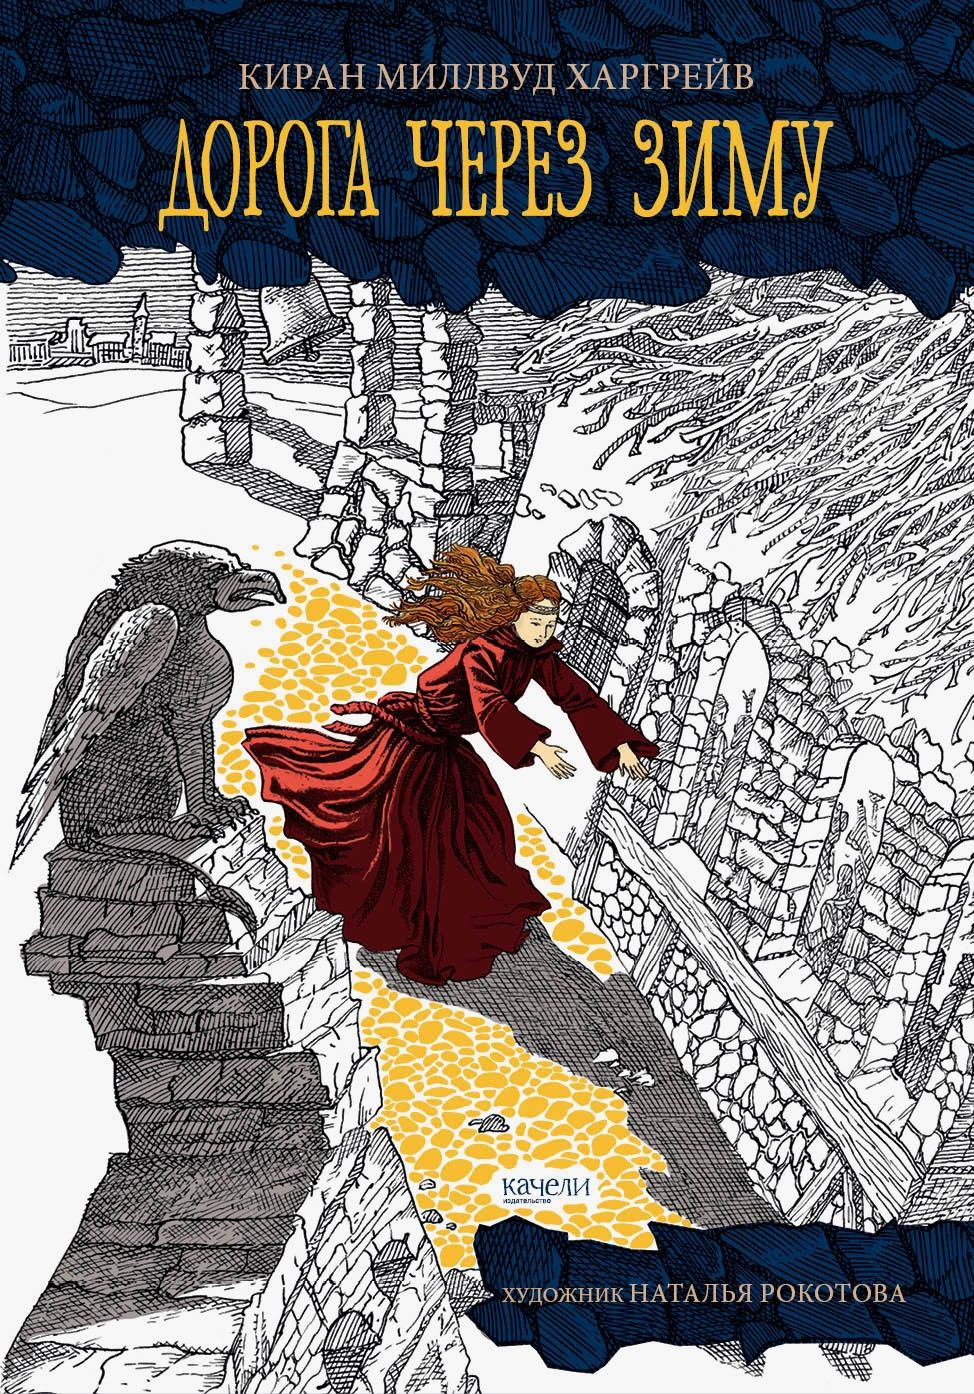 КИРАН МИЛЛВУД ХАРГРЕЙВ
ДОРОГА ЧЕРЕЗ ЗИМУ
качели
издательство
художник НАТАЛЬЯ РОКОТОВА